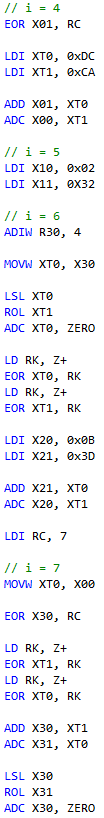 // i = 4
EOR X01, RC
LDI XT0, 0xDC
LDI XT1, 0xCA
ADD X01, XT0
ADC X00, XT1
// i = 5
LDI X10, 0x02
LDI X11, 0X32
// i = 6
ADIW R30, 4
MOVW XT0, X30
LSL XT0
ROL XT1
ADC XT0, ZERO
LD RK, Z+
EOR XT0, RK
LD RK, Z+
EOR XT1, RK
LDI X20, 0x0B
LDI X21, 0x3D
ADD X21, XT0
ADC X20, XT1
LDI RC, 7
// i = 7
MOVW XT0, X00
EOR X30, RC
LD RK, Z+
EOR XT1, RK
LD RK, Z+
EOR XT0, RK
ADD X30, XT1
ADC X31, XT0
LSL X30
ROL X31
ADC X30, ZERO